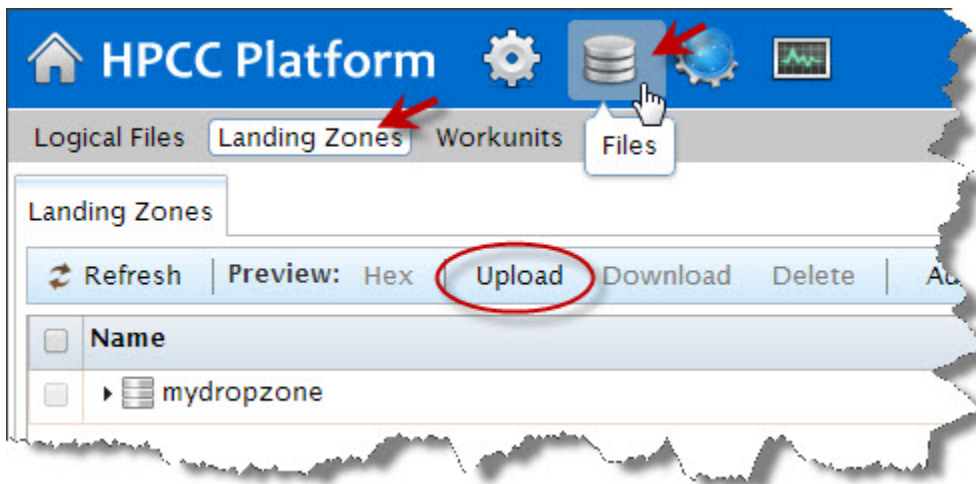 HPCC Platform
Logical Files Landing Zones Workunits Files
Landing Zones
Refresh Preview: Hex Upload Download Delete
Name
mydropzone